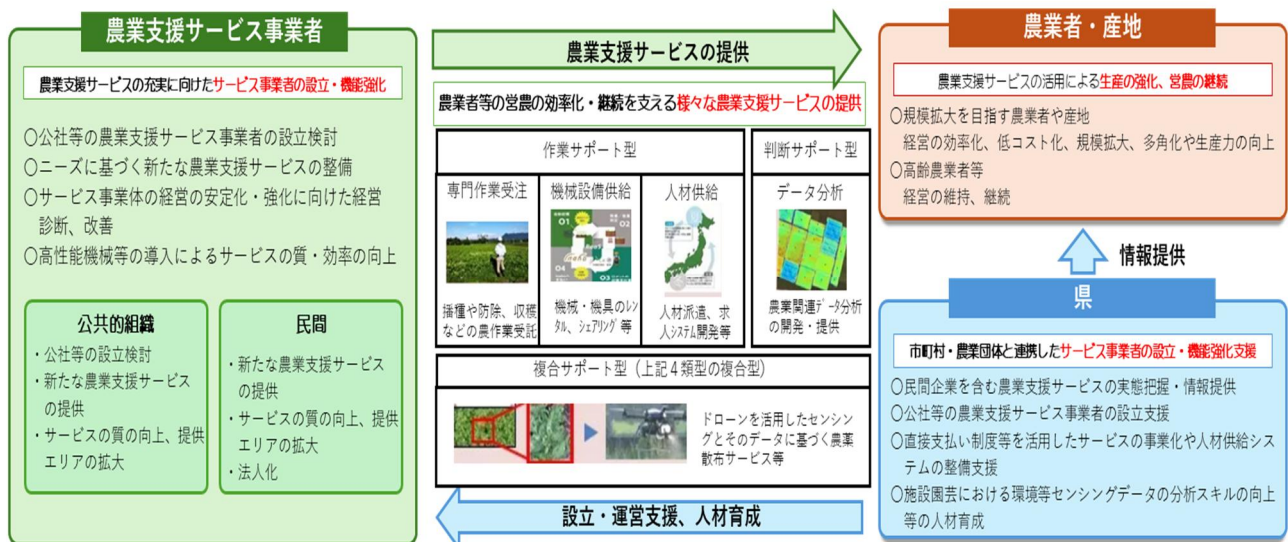 農業支援サービス事業者
農業支援サービスの充実に向けたサービス事業者の設立・機能強化
〇公社等の農業支援サービス事業者の設立検討
〇ニーズに基づく新たな農業支援サービスの整備
〇サービス事業体の経営の安定化・強化に向けた経営
診断、改善
〇高性能機械等の導入によるサービスの質・効率の向上
公共的組織
・公社等の設立検討
・新たな農業支援サービス
の提供
・サービスの質の向上、提供
エリアの拡大
民間
・新たな農業支援サービス
の提供
・サービスの質の向上、提供
エリアの拡大
・法人化
農業支援サービスの提供
農業者等の営農の効率化・継続を支える様々な農業支援サービスの提供
作業サポート型
判断サポート型
専門作業受注
機械設備供給
人材供給
データ分析
01
02
04
03
播種や防除、収穫
などの農作業受託
機械・機具のレン
タル、シェアリング等
人材派遣、求
人システム開発等
農業関連データ分析
の開発・提供
複合サポート型（上記４類型の複合型）
ドローンを活用したセンシン
グとそのデータに基づく農薬
散布サービス等
設立・運営支援、人材育成
農業者・産地
農業支援サービスの活用による生産の強化、営農の継続
〇規模拡大を目指す農業者や産地
経営の効率化、低コスト化、規模拡大、多角化や生産力の向上
〇高齢農業者等
経営の維持、継続
情報提供
県
市町村・農業団体と連携したサービス事業者の設立・機能強化支援
〇民間企業を含む農業支援サービスの実態把握・情報提供
〇公社等の農業支援サービス事業者の設立支援
〇直接支払い制度等を活用したサービスの事業化や人材供給シス
テムの整備支援
〇施設園芸における環境等センシングデータの分析スキルの向上
等の人材育成